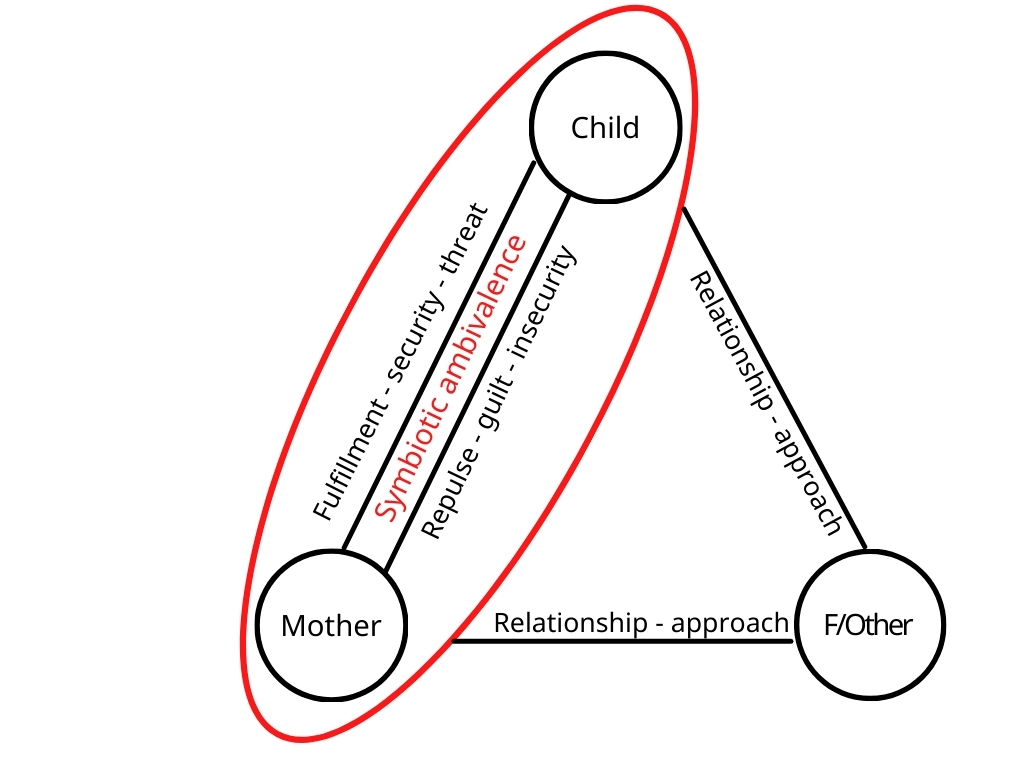 Child
Fulfillment - security - threat
Symbiotic ambivalence
Repulse - guilt - insecurity
Relationship - approach
Mother
Relationship - approach
F/Other